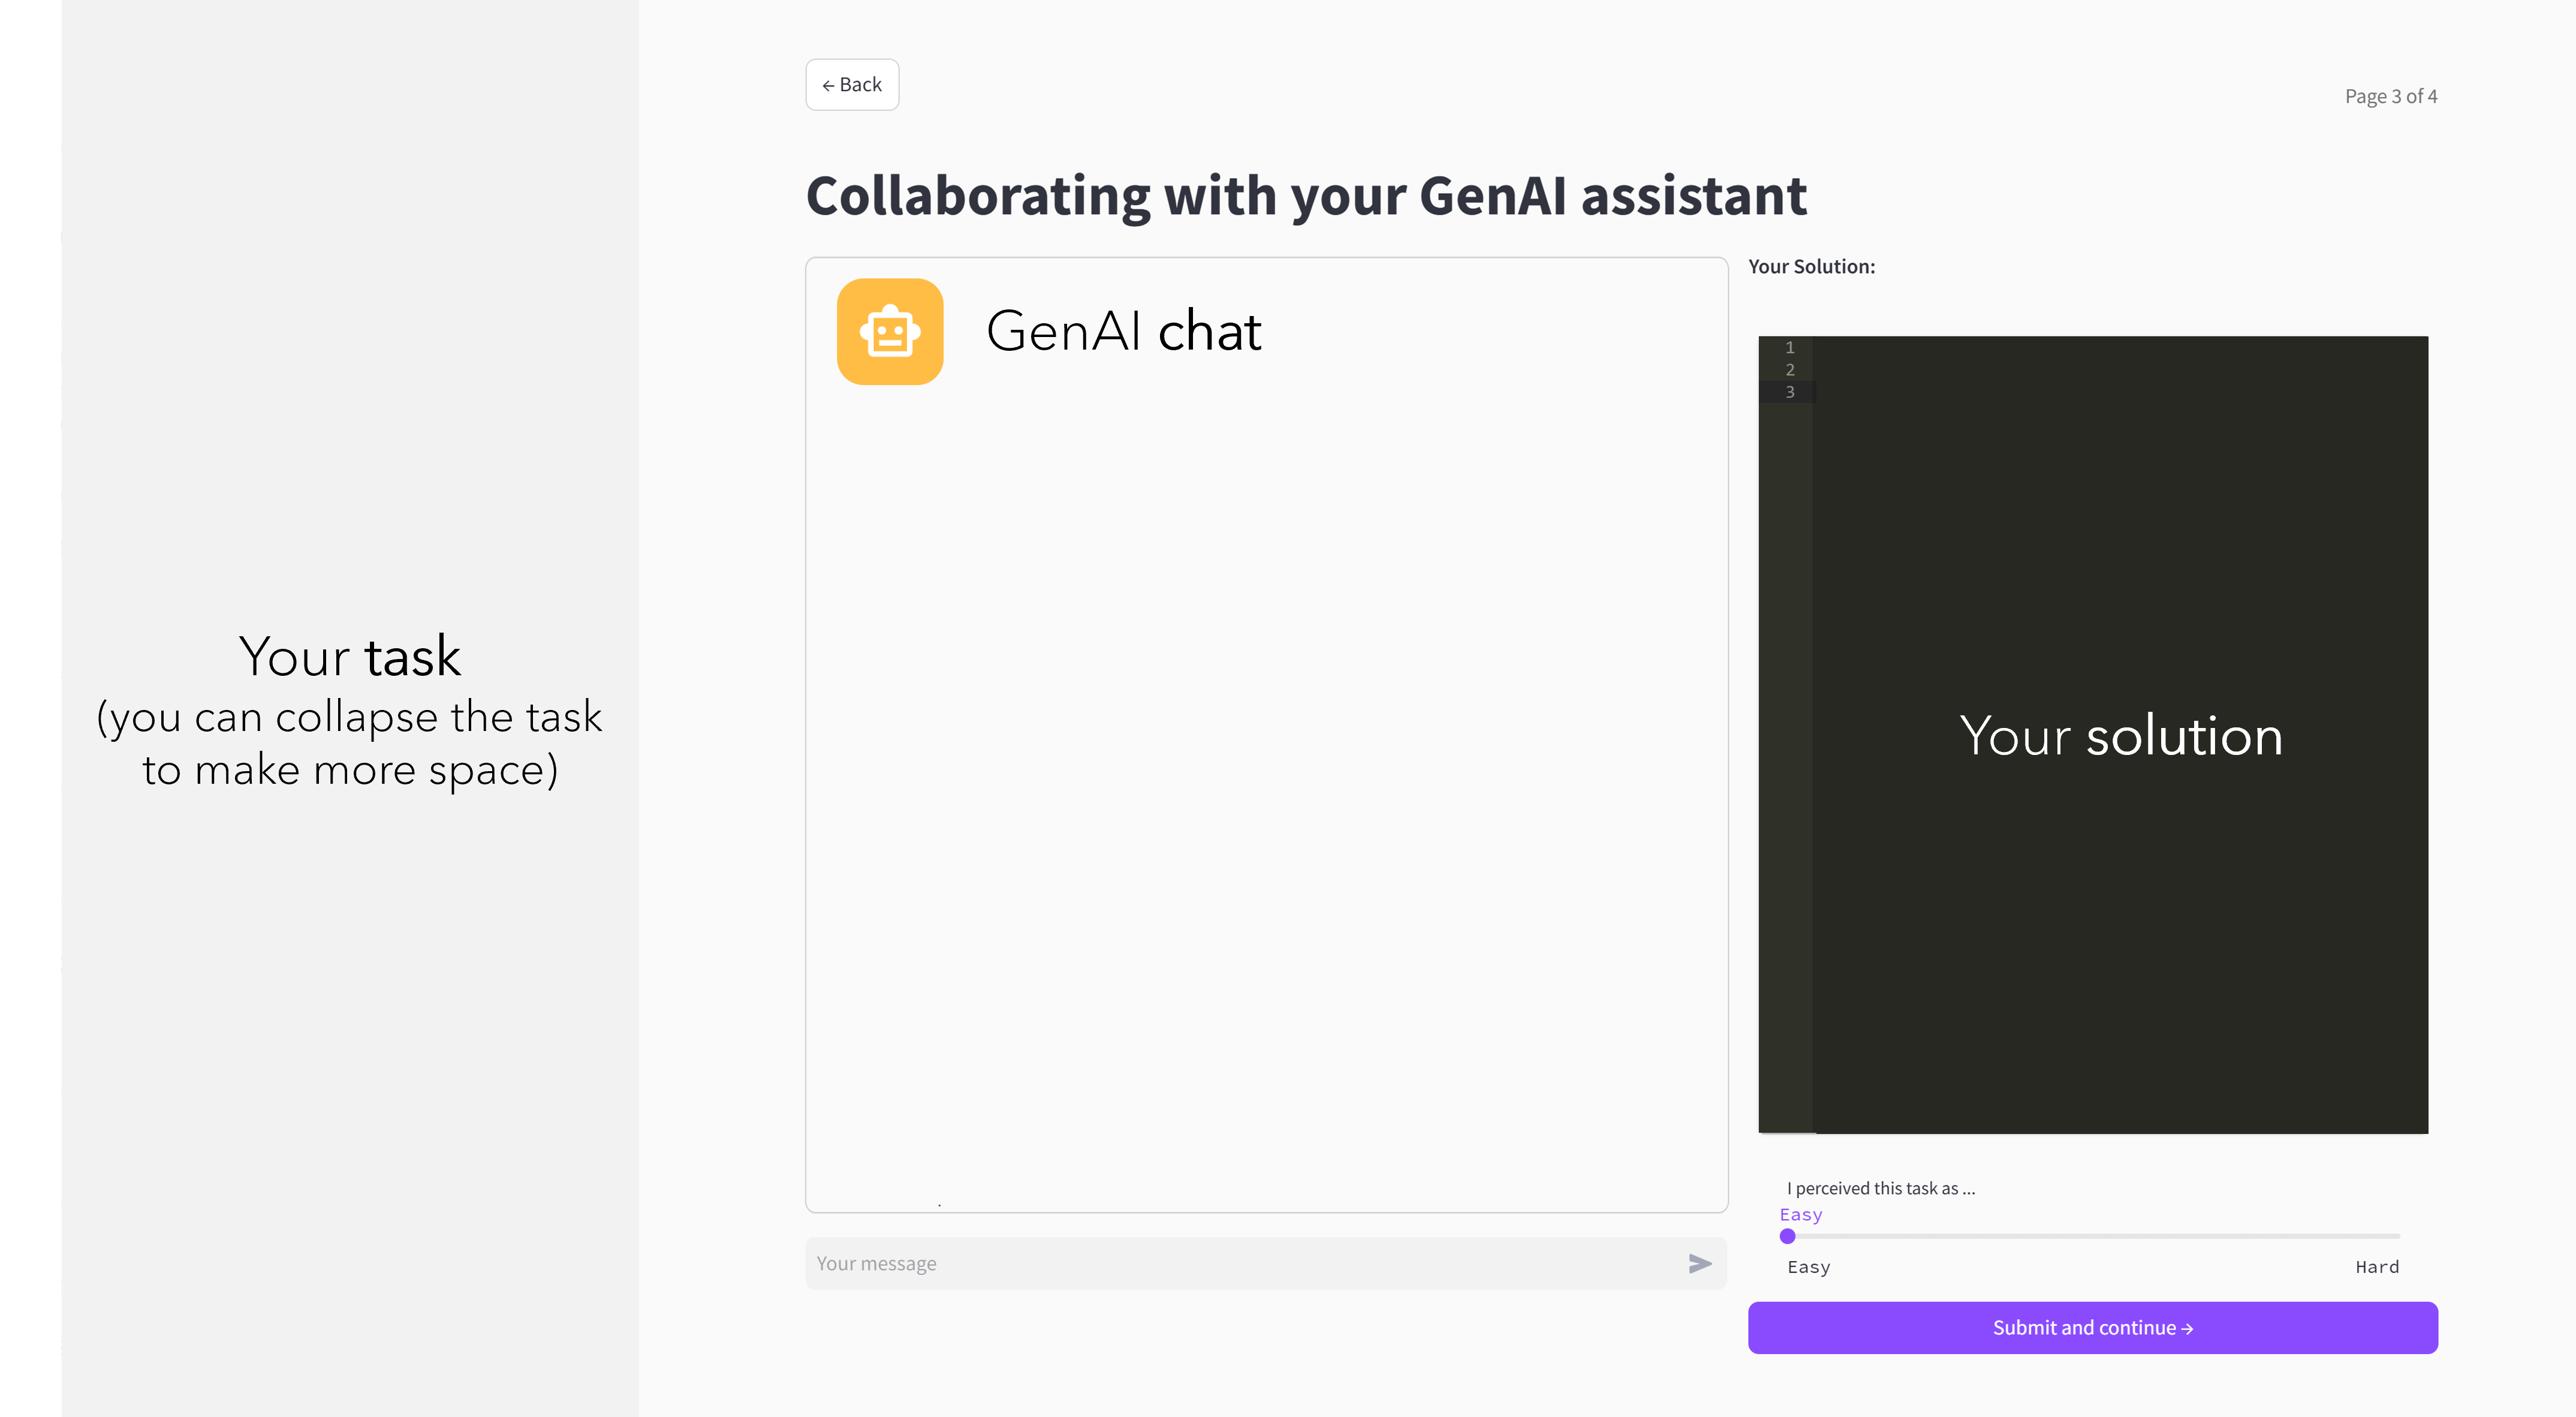 ← Back
Page 3 of 4
Collaborating with your GenAI assistant
GenAI chat
Your Solution:
1
2
3
Your task
(you can collapse the task
to make more space)
Your solution
I perceived this task as ...
Easy
Easy
Hard
Your message
Submit and continue →